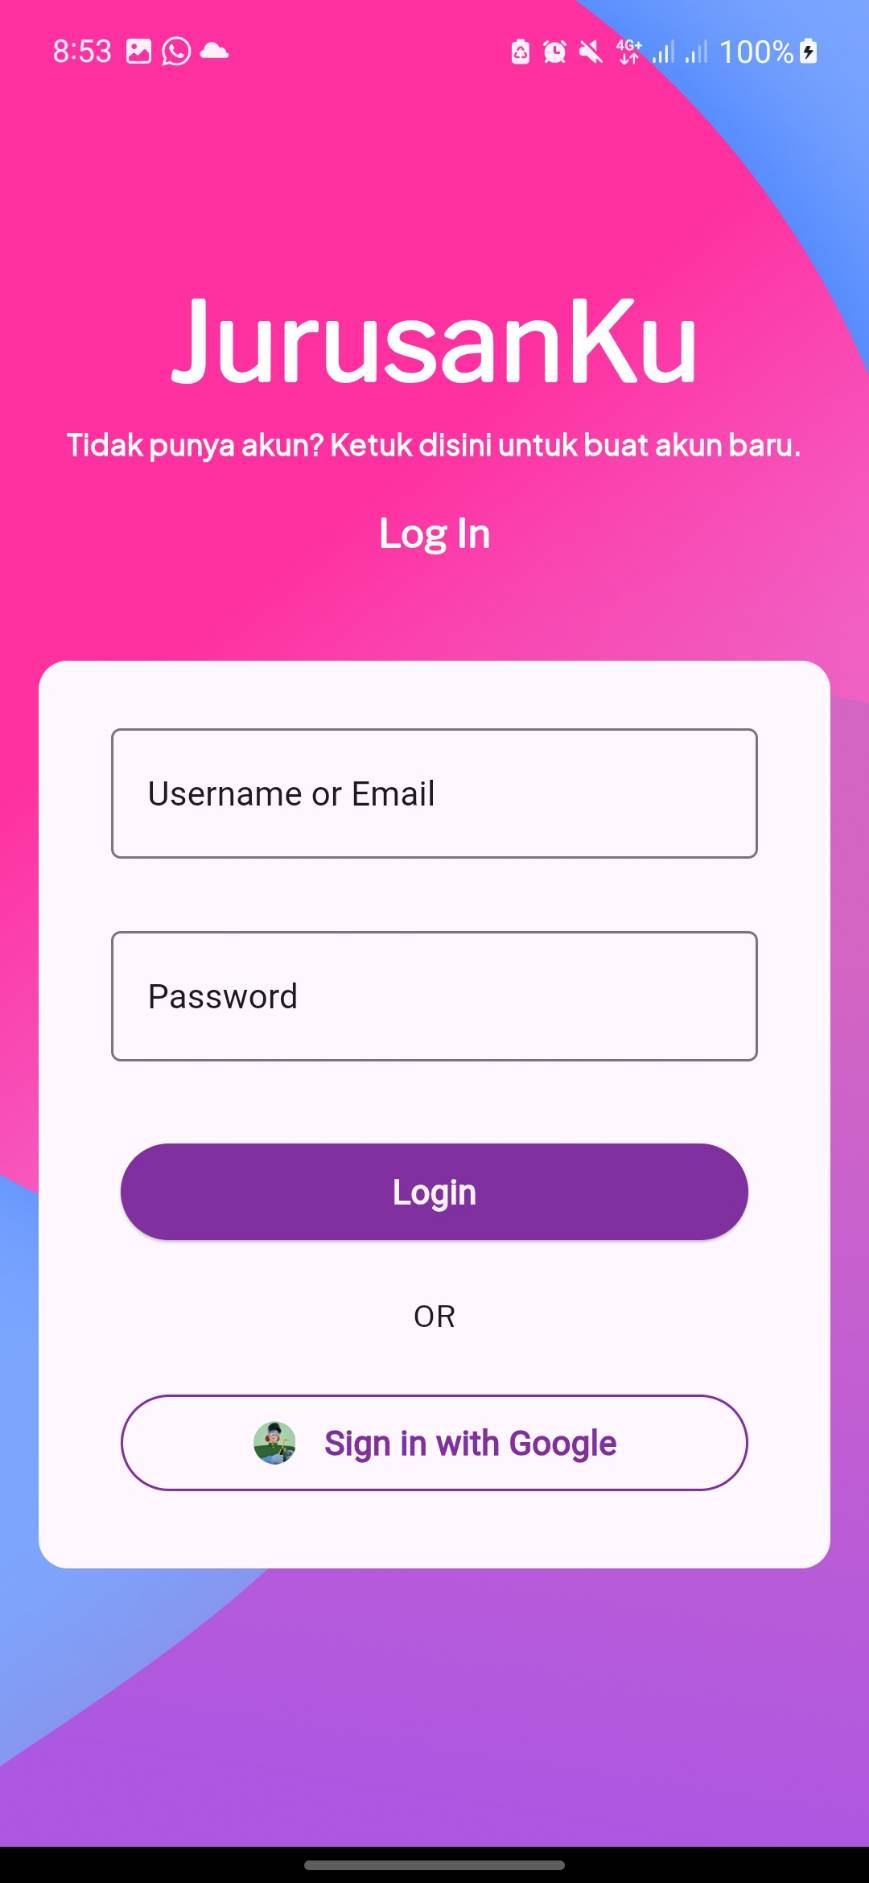 8:53 4G+ 100%
JurusanKu
Tidak punya akun? Ketuk disini untuk buat akun baru.
Log In
Username or Email
Password
Login
OR
Sign in with Google